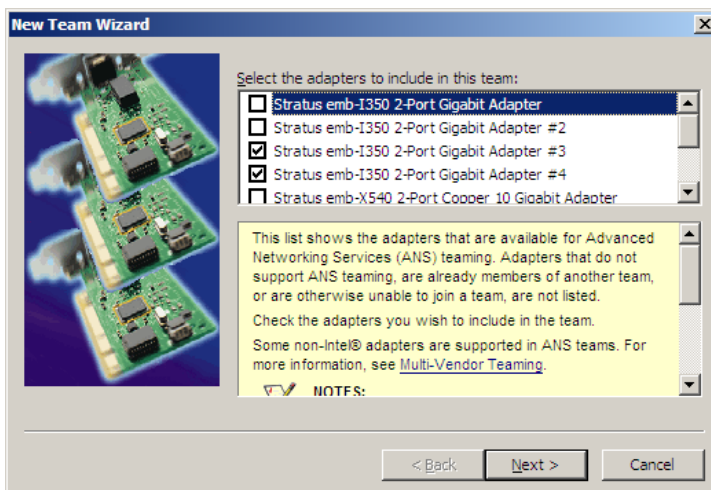 New Team Wizard
Select the adapters to include in this team:
Stratus emb-I350 2-Port Gigabit Adapter
Stratus emb-I350 2-Port Gigabit Adapter #2
Stratus emb-I350 2-Port Gigabit Adapter #3
Stratus emb-I350 2-Port Gigabit Adapter #4
Stratus emb-X540 2-Port Copper 10 Gigabit Adapter
This list shows the adapters that are available for Advanced
Networking Services (ANS) teaming. Adapters that do not
support ANS teaming, are already members of another team,
or are otherwise unable to join a team, are not listed.
Check the adapters you wish to include in the team.
Some non-Intel® adapters are supported in ANS teams. For
more information, see Multi-Vendor Teaming.
NOTES:
< Back
Next >
Cancel